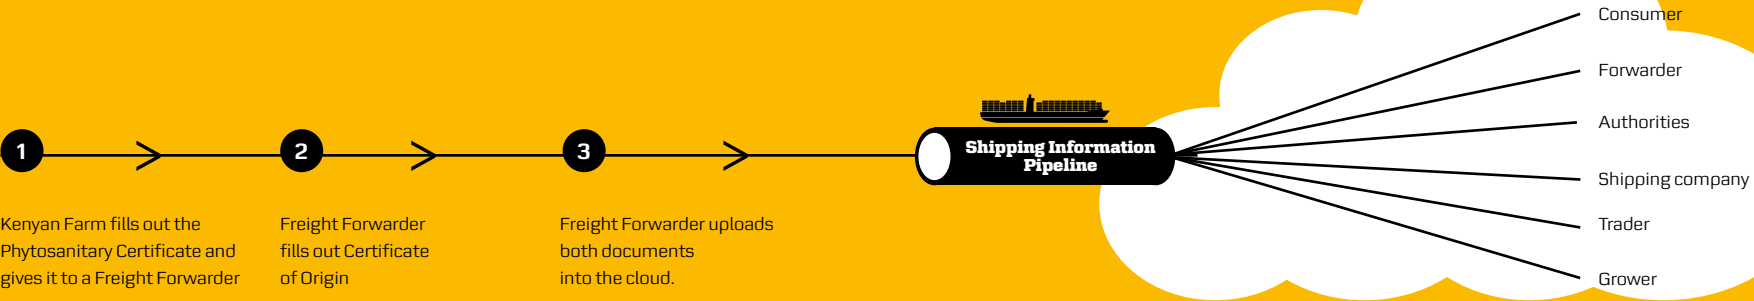 1
Kenyan Farm fills out the
Phytosanitary Certificate and
gives it to a Freight Forwarder
2
Freight Forwarder
fills out Certificate
of Origin
3
Freight Forwarder uploads
both documents
into the cloud.
Shipping Information
Pipeline
Consumer
Forwarder
Authorities
Shipping company
Trader
Grower